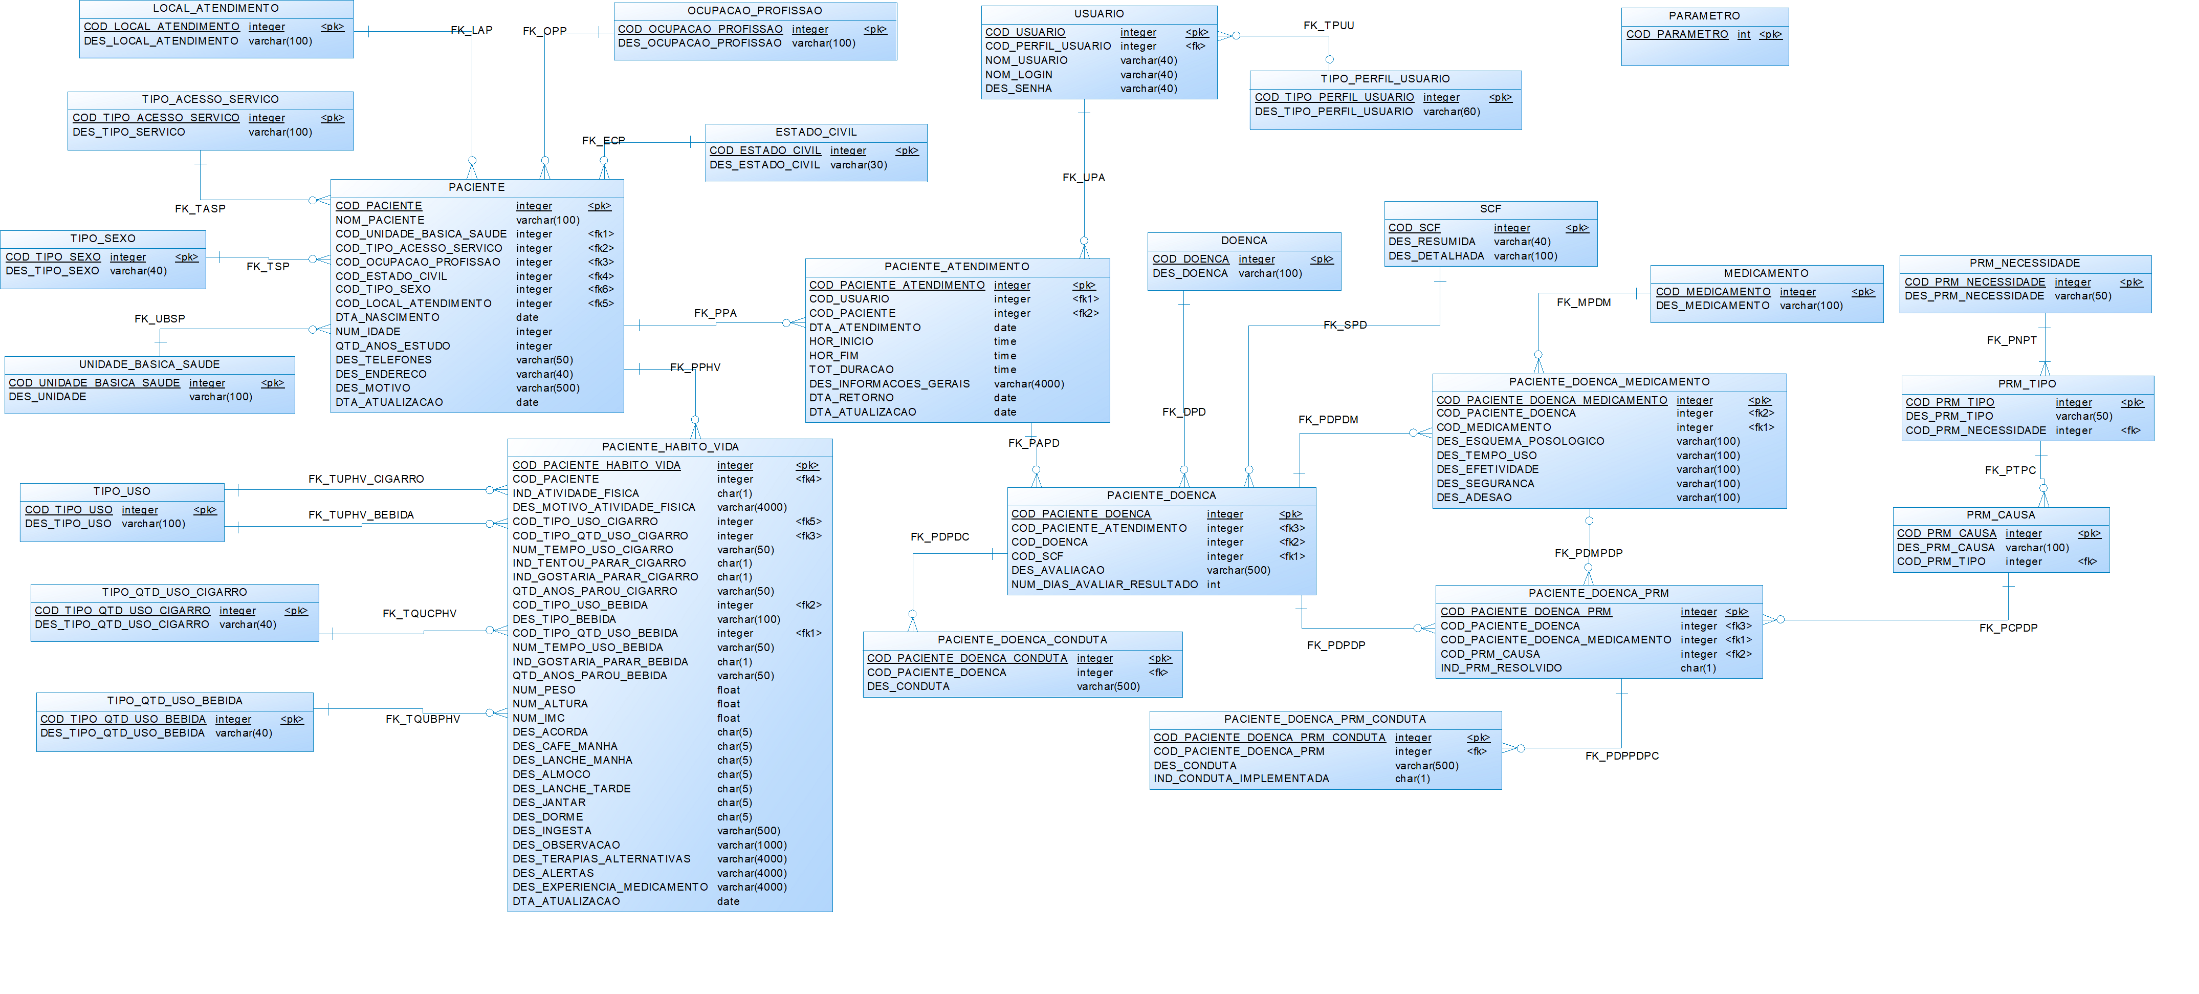 LOCAL_ATENDIMENTO
COD_LOCAL_ATENDIMENTO integer <pk>
DES_LOCAL_ATENDIMENTO varchar(100)
FK_LAP
FK_OPP
OCUPACAO_PROFISSAO
COD_OCUPACAO_PROFISSAO integer <pk>
DES_OCUPACAO_PROFISSAO varchar(100)
USUARIO
COD_USUARIO integer <pk>
COD_PERFIL_USUARIO integer <fk>
NOM_USUARIO varchar(40)
NOM_LOGIN varchar(40)
DES_SENHA varchar(40)
FK_TPUU
TIPO_PERFIL_USUARIO
COD_TIPO_PERFIL_USUARIO integer <pk>
DES_TIPO_PERFIL_USUARIO varchar(60)
PARAMETRO
COD_PARAMETRO int <pk>
TIPO_ACESSO_SERVICO
COD_TIPO_ACESSO_SERVICO integer <pk>
DES_TIPO_SERVICO varchar(100)
FK_ECP
ESTADO_CIVIL
COD_ESTADO_CIVIL integer <pk>
DES_ESTADO_CIVIL varchar(30)
FK_UPA
FK_TASP
PACIENTE
COD_PACIENTE integer <pk>
NOM_PACIENTE varchar(100)
COD_UNIDADE_BASICA_SAUDE integer <fk1>
COD_TIPO_ACESSO_SERVICO integer <fk2>
COD_OCUPACAO_PROFISSAO integer <fk3>
COD_ESTADO_CIVIL integer <fk4>
COD_TIPO_SEXO integer <fk6>
COD_LOCAL_ATENDIMENTO integer <fk5>
DTA_NASCIMENTO date
NUM_IDADE integer
QTD_ANOS_ESTUDO integer
DES_TELEFONES varchar(50)
DES_ENDERECO varchar(40)
DES_MOTIVO varchar(500)
DTA_ATUALIZACAO date
TIPO_SEXO
COD_TIPO_SEXO integer <pk>
DES_TIPO_SEXO varchar(40)
FK_TSP
FK_UBSP
UNIDADE_BASICA_SAUDE
COD_UNIDADE_BASICA_SAUDE integer <pk>
DES_UNIDADE varchar(100)
FK_PPA
FK_PPHV
PACIENTE_ATENDIMENTO
COD_PACIENTE_ATENDIMENTO integer <pk>
COD_USUARIO integer <fk1>
COD_PACIENTE integer <fk2>
DTA_ATENDIMENTO date
HOR_INICIO time
HOR_FIM time
TOT_DURACAO time
DES_INFORMACOES_GERAIS varchar(4000)
DTA_RETORNO date
DTA_ATUALIZACAO date
DOENCA
COD_DOENCA integer <pk>
DES_DOENCA varchar(100)
SCF
COD_SCF integer <pk>
DES_RESUMIDA varchar(40)
DES_DETALHADA varchar(100)
FK_SPD
FK_MPDM
MEDICAMENTO
COD_MEDICAMENTO integer <pk>
DES_MEDICAMENTO varchar(100)
PRM_NECESSIDADE
COD_PRM_NECESSIDADE integer <pk>
DES_PRM_NECESSIDADE varchar(50)
FK_PNPT
PRM_TIPO
COD_PRM_TIPO integer <pk>
DES_PRM_TIPO varchar(50)
COD_PRM_NECESSIDADE integer <fk>
FK_PTPC
PACIENTE_DOENCA_MEDICAMENTO
COD_PACIENTE_DOENCA_MEDICAMENTO integer <pk>
COD_PACIENTE_DOENCA integer <fk2>
COD_MEDICAMENTO integer <fk1>
DES_ESQUEMA_POSOLOGICO varchar(100)
DES_TEMPO_USO varchar(100)
DES_EFETIVIDADE varchar(100)
DES_SEGURANCA varchar(100)
DES_ADESAO varchar(100)
FK_DPD
FK_PDPDM
FK_PAPD
PACIENTE_HABITO_VIDA
COD_PACIENTE_HABITO_VIDA integer <pk>
COD_PACIENTE integer <fk4>
IND_ATIVIDADE_FISICA char(1)
DES_MOTIVO_ATIVIDADE_FISICA varchar(4000)
COD_TIPO_USO_CIGARRO integer <fk5>
COD_TIPO_QTD_USO_CIGARRO integer <fk3>
NUM_TEMPO_USO_CIGARRO varchar(50)
IND_TENTOU_PARAR_CIGARRO char(1)
IND_GOSTARIA_PARAR_CIGARRO char(1)
QTD_ANOS_PAROU_CIGARRO varchar(50)
COD_TIPO_USO_BEBIDA integer <fk2>
DES_TIPO_BEBIDA varchar(100)
COD_TIPO_QTD_USO_BEBIDA integer <fk1>
NUM_TEMPO_USO_BEBIDA varchar(50)
IND_GOSTARIA_PARAR_BEBIDA char(1)
QTD_ANOS_PAROU_BEBIDA varchar(50)
NUM_PESO float
NUM_ALTURA float
NUM_IMC float
DES_ACORDA char(5)
DES_CAFE_MANHA char(5)
DES_LANCHE_MANHA char(5)
DES_ALMOCO char(5)
DES_LANCHE_TARDE char(5)
DES_JANTAR char(5)
DES_DORME char(5)
DES_INGESTA varchar(500)
DES_OBSERVACAO varchar(1000)
DES_TERAPIAS_ALTERNATIVAS varchar(4000)
DES_ALERTAS varchar(4000)
DES_EXPERIENCIA_MEDICAMENTO varchar(4000)
DTA_ATUALIZACAO date
FK_TUPHV_CIGARRO
FK_TUPHV_BEBIDA
TIPO_USO
COD_TIPO_USO integer <pk>
DES_TIPO_USO varchar(100)
TIPO_QTD_USO_CIGARRO
COD_TIPO_QTD_USO_CIGARRO integer <pk>
DES_TIPO_QTD_USO_CIGARRO varchar(40)
FK_TQUCPHV
TIPO_QTD_USO_BEBIDA
COD_TIPO_QTD_USO_BEBIDA integer <pk>
DES_TIPO_QTD_USO_BEBIDA varchar(40)
FK_TQUBPHV
PACIENTE_DOENCA
COD_PACIENTE_DOENCA integer <pk>
COD_PACIENTE_ATENDIMENTO integer <fk3>
COD_DOENCA integer <fk2>
COD_SCF integer <fk1>
DES_AVALIACAO varchar(500)
NUM_DIAS_AVALIAR_RESULTADO int
FK_PDPDC
PACIENTE_DOENCA_CONDUTA
COD_PACIENTE_DOENCA_CONDUTA integer <pk>
COD_PACIENTE_DOENCA integer <fk>
DES_CONDUTA varchar(500)
FK_PDMPDP
FK_PDPDP
PACIENTE_DOENCA_PRM
COD_PACIENTE_DOENCA_PRM integer <pk>
COD_PACIENTE_DOENCA integer <fk3>
COD_PACIENTE_DOENCA_MEDICAMENTO integer <fk1>
COD_PRM_CAUSA integer <fk2>
IND_PRM_RESOLVIDO char(1)
PRM_CAUSA
COD_PRM_CAUSA integer <pk>
DES_PRM_CAUSA varchar(100)
COD_PRM_TIPO integer <fk>
FK_PCPDP
PACIENTE_DOENCA_PRM_CONDUTA
COD_PACIENTE_DOENCA_PRM_CONDUTA integer <pk>
COD_PACIENTE_DOENCA_PRM integer <fk>
DES_CONDUTA varchar(500)
IND_CONDUTA_IMPLEMENTADA char(1)
FK_PDPPDPC